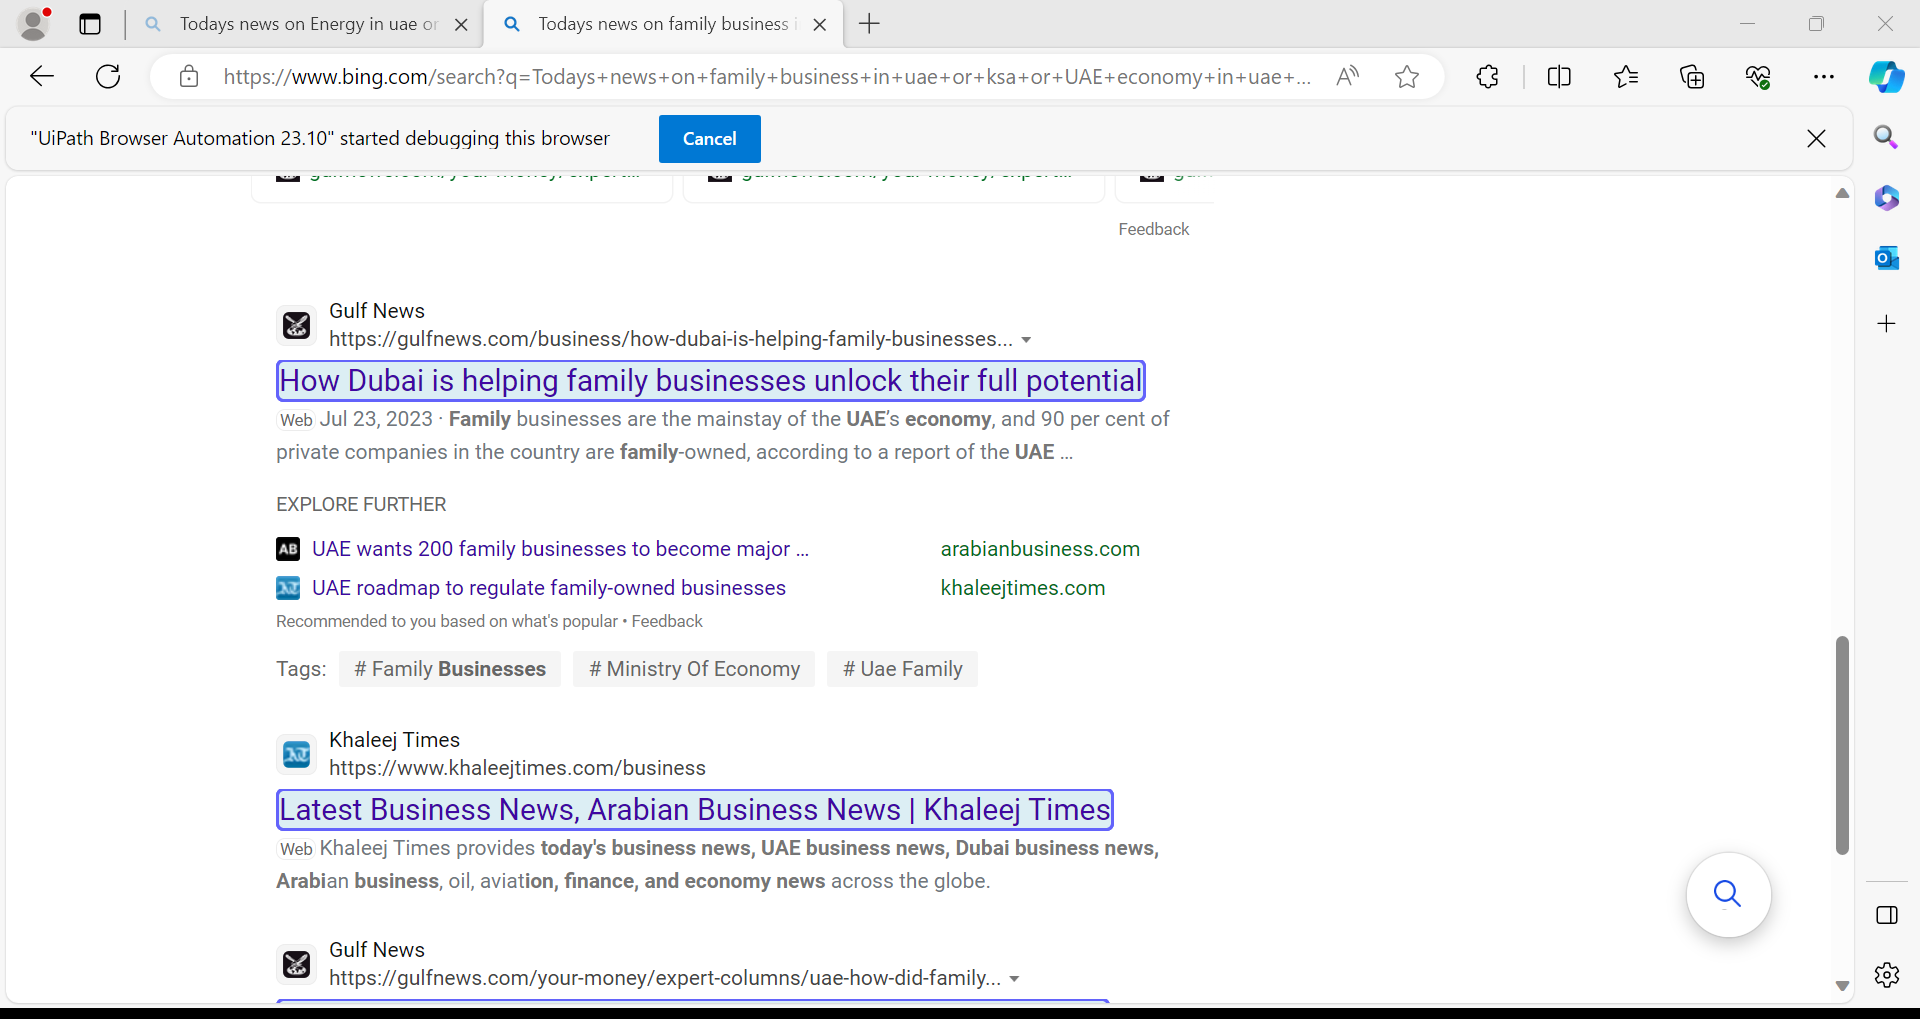 Todays news on Energy in uae or
Todays news on family business i
https://www.bing.com/search?q=Todays+news+on+family+business+in+uae+or+ksa+or+UAE+economy+in+uae+...
"UiPath Browser Automation 23.10" started debugging this browser
Cancel
Feedback
Gulf News
https://gulfnews.com/business/how-dubai-is-helping-family-businesses...
How Dubai is helping family businesses unlock their full potential
Web Jul 23, 2023 · Family businesses are the mainstay of the UAE's economy, and 90 per cent of
private companies in the country are family-owned, according to a report of the UAE ...
EXPLORE FURTHER
AB UAE wants 200 family businesses to become major ... arabianbusiness.com
KT UAE roadmap to regulate family-owned businesses khaleejtimes.com
Recommended to you based on what's popular • Feedback
Tags: # Family Businesses # Ministry Of Economy # Uae Family
Khaleej Times
https://www.khaleejtimes.com/business
Latest Business News, Arabian Business News | Khaleej Times
Web Khaleej Times provides today's business news, UAE business news, Dubai business news,
Arabian business, oil, aviation, finance, and economy news across the globe.
Gulf News
https://gulfnews.com/your-money/expert-columns/uae-how-did-family...